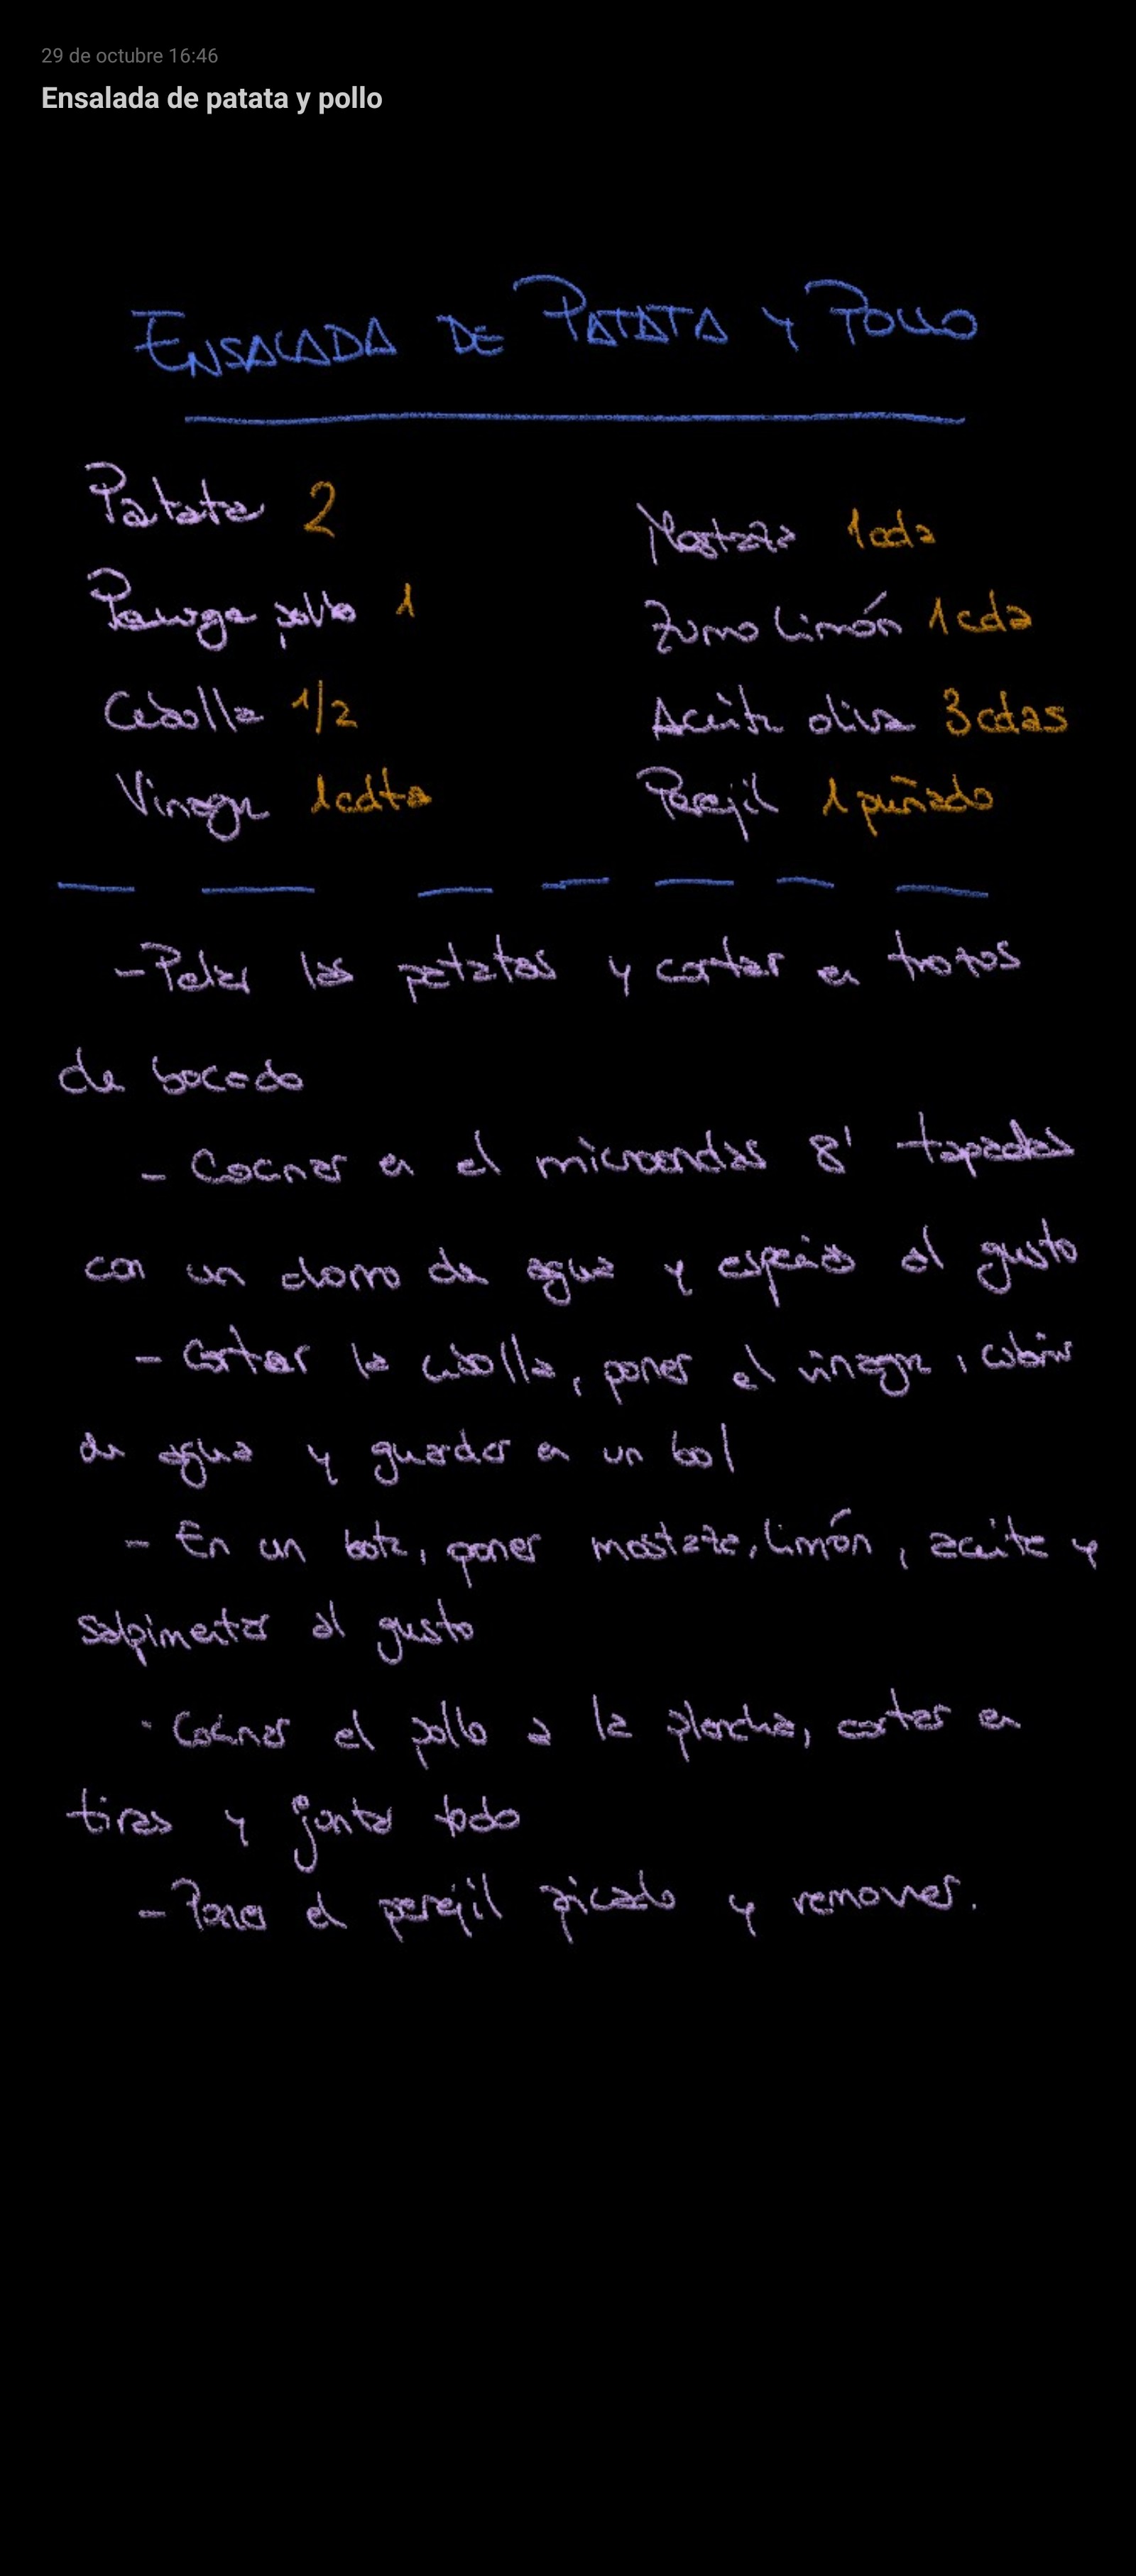 29 de octubre 16:46
Ensalada de patata y pollo
ENSALADA DE PATATA Y POLLO
Patata 2
Mostaza 1cda
Pechuga pollo 1
Zumo limón 1cda
Cebolla 1/2
Aceite oliva 3cdas
Vinagre 1cdta
Perejil 1 puñado
- Pelar las patatas y cortar en trozos
de bocado
- Cocinar en el microondas 8' tapadas
con un chorro de agua y especias al gusto
- Cortar la cebolla, poner el vinagre, cubrir
de agua y guardar en un bol
- En un bote, poner mostaza, limón, aceite y
salpimentar al gusto
- Cocinar el pollo a la plancha, cortar en
tiras y juntar todo
- Poner el perejil picado y remover.